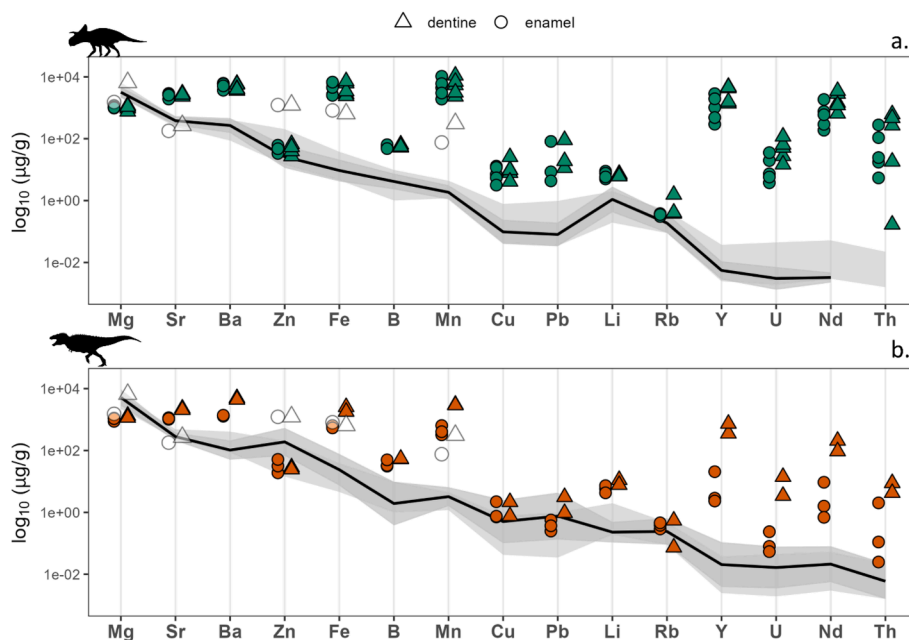 dentine enamel
a.
log10 (µg/g)
1e+04
1e+02
1e+00
1e-02
Mg Sr Ba Zn Fe B Mn Cu Pb Li Rb Y U Nd Th
b.
log10 (µg/g)
1e+04
1e+02
1e+00
1e-02
Mg Sr Ba Zn Fe B Mn Cu Pb Li Rb Y U Nd Th